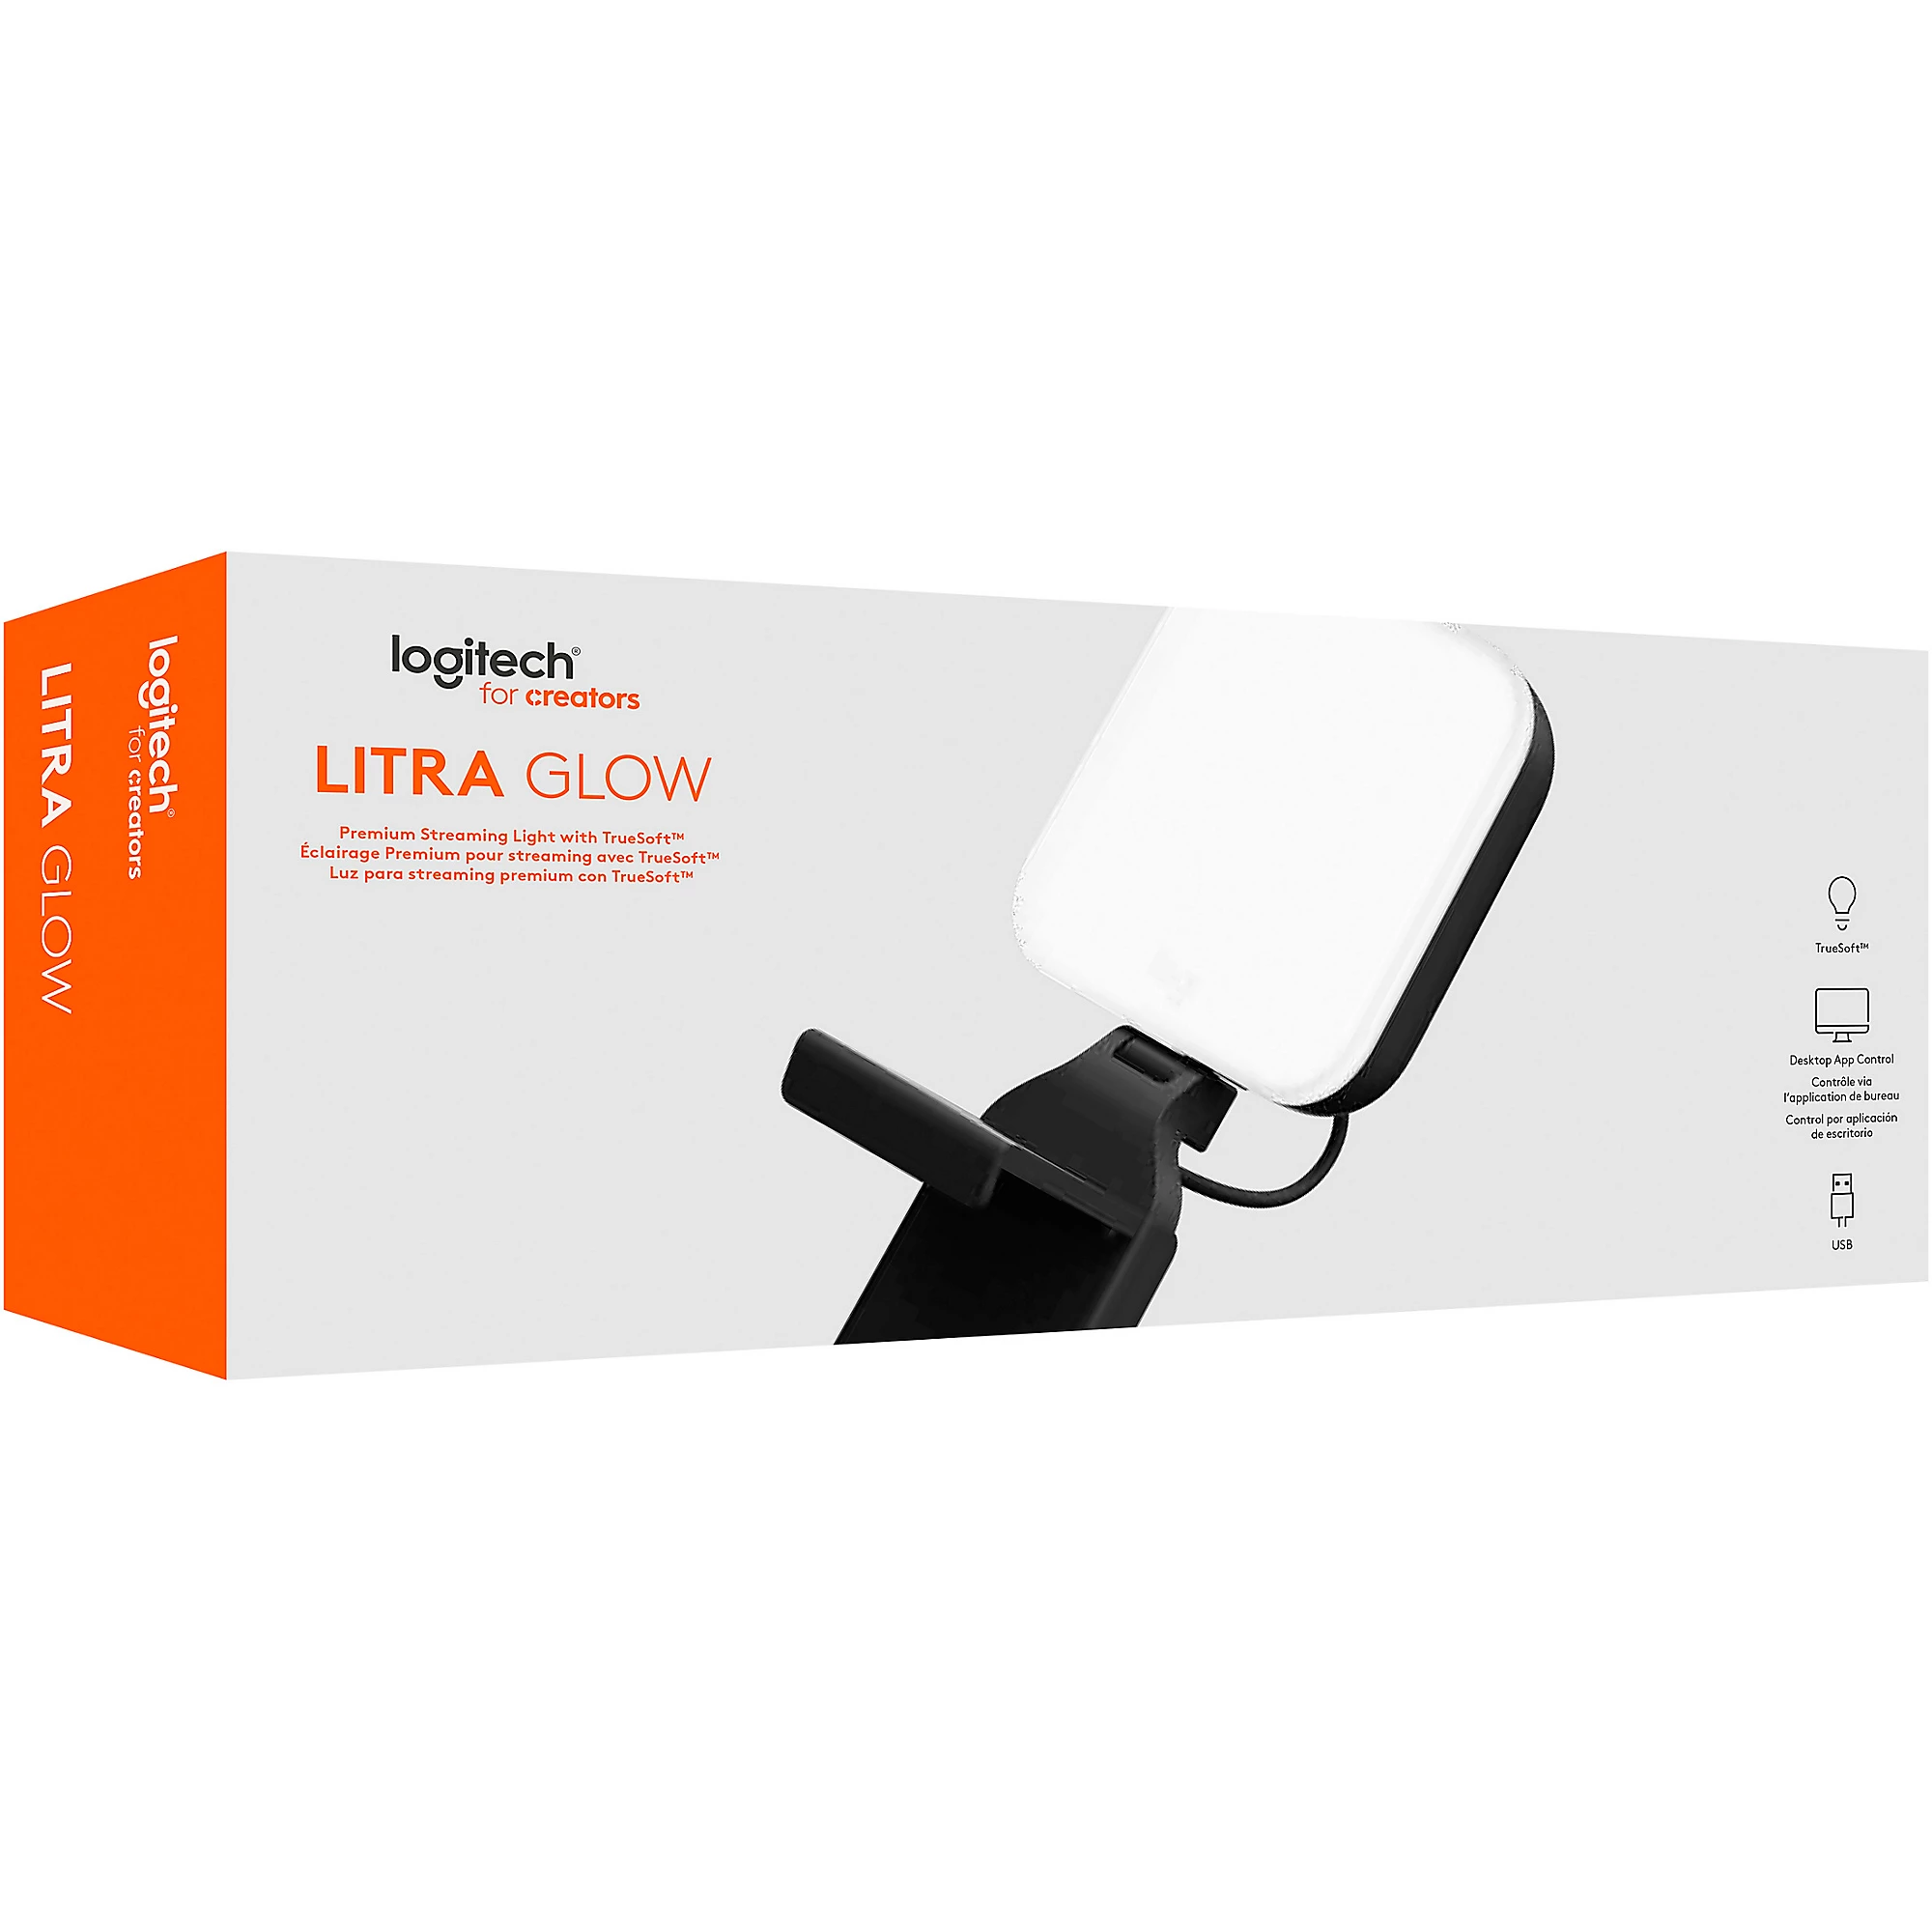 logitech®
for creators
LITRA GLOW
logitech®
for creators
LITRA GLOW
Premium Streaming Light with TrueSoft™
Éclairage Premium pour streaming avec TrueSoft™
Luz para streaming premium con TrueSoft™
TrueSoft™
Desktop App Control
Contrôle via
l'application de bureau
Control por aplicación
de escritorio
USB